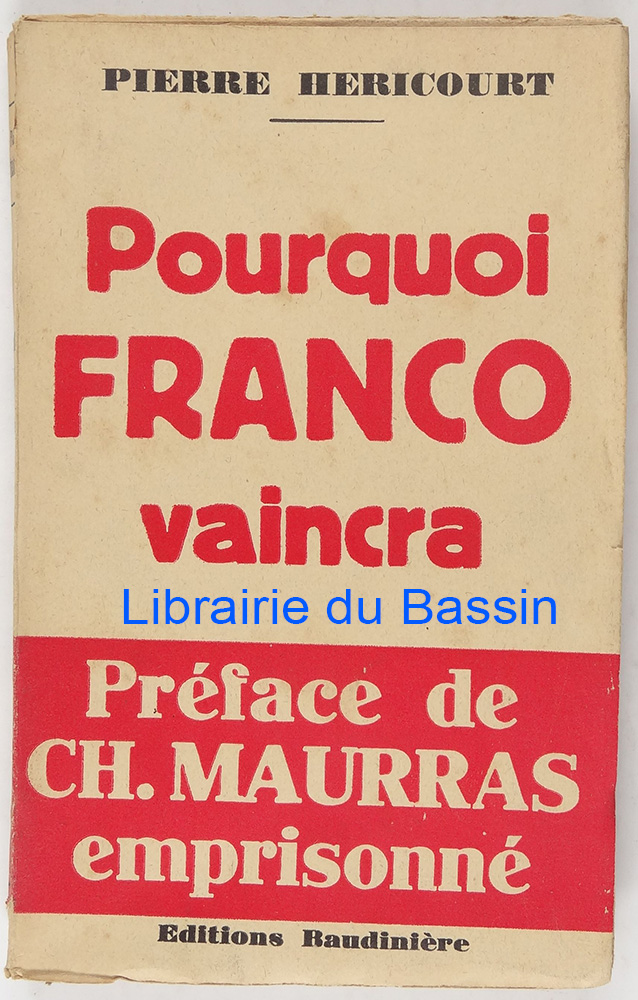 PIERRE HERICOURT
Pourquoi
FRANCO
vaincra
Librairie du Bassin
Préface de
CH. MAURRAS
emprisonné
Editions Baudinière